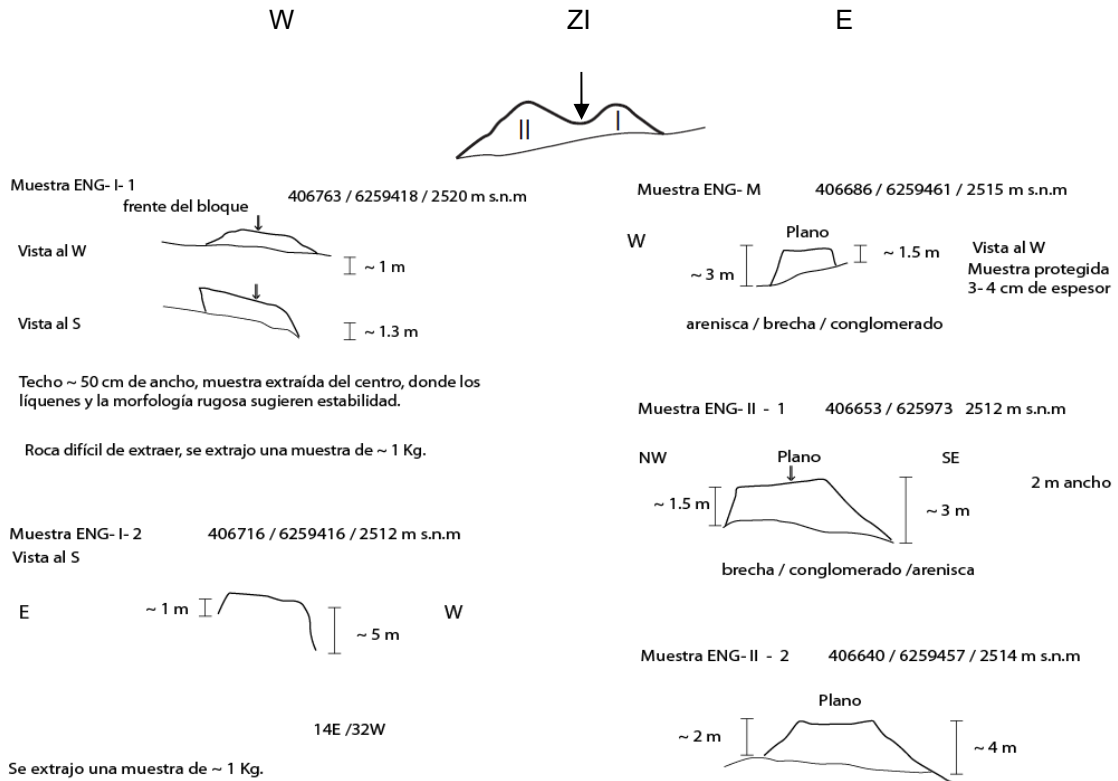 W ZI E
II I
Muestra ENG- I- 1 406763 / 6259418 / 2520 m s.n.m
frente del bloque
Vista al W
~ 1 m
Vista al S
~ 1.3 m
Techo ~ 50 cm de ancho, muestra extraída del centro, donde los
líquenes y la morfología rugosa sugieren estabilidad.
Roca difícil de extraer, se extrajo una muestra de ~ 1 Kg.
Muestra ENG- I- 2 406716 / 6259416 / 2512 m s.n.m
Vista al S
E ~ 1 m W
~ 5 m
14E /32W
Se extrajo una muestra de ~ 1 Kg.
Muestra ENG- M 406686 / 6259461 / 2515 m s.n.m
W Plano
~ 3 m ~ 1.5 m Vista al W
Muestra protegida
3- 4 cm de espesor
arenisca / brecha / conglomerado
Muestra ENG- II - 1 406653 / 625973 2512 m s.n.m
NW Plano SE
2 m ancho
~ 1.5 m ~ 3 m
brecha / conglomerado /arenisca
Muestra ENG- II - 2 406640 / 6259457 / 2514 m s.n.m
Plano
~ 2 m ~ 4 m